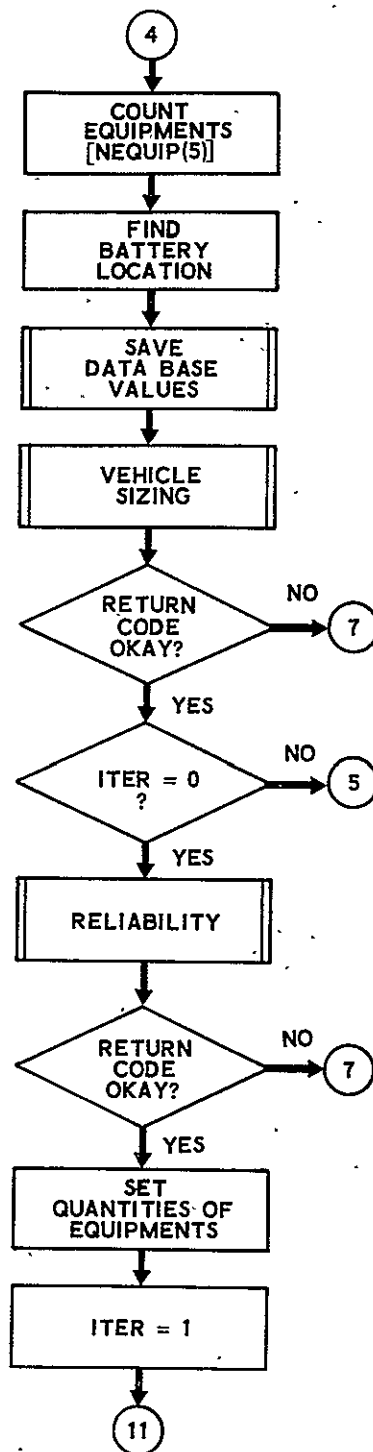 4
COUNT
EQUIPMENTS
[NEQUIP(5)]
FIND
BATTERY
LOCATION
SAVE
DATA BASE
VALUES
VEHICLE
SIZING
RETURN
CODE
OKAY?
NO
7
YES
ITER = 0
?
NO
5
YES
RELIABILITY
RETURN
CODE
OKAY?
NO
7
YES
SET
QUANTITIES OF
EQUIPMENTS
ITER = 1
11